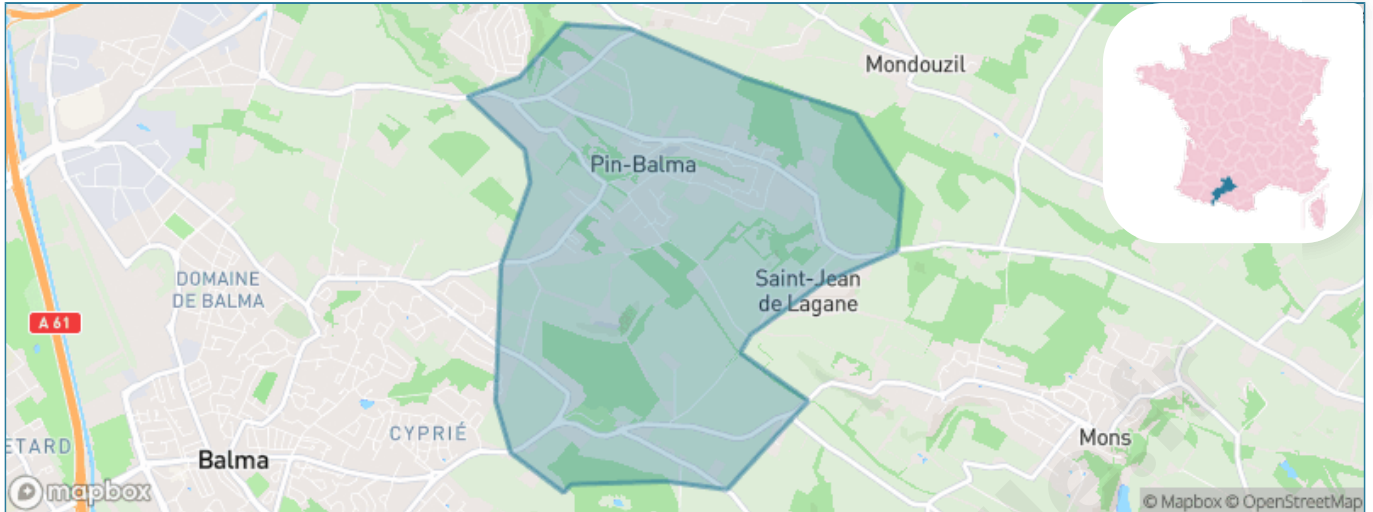 Mondouzil
Pin-Balma
DOMAINE
DE BALMA
Saint-Jean
de Lagane
A 61
CYPRIÉ
ETARD
Balma
Mons
mapbox
© Mapbox © OpenStreetMap